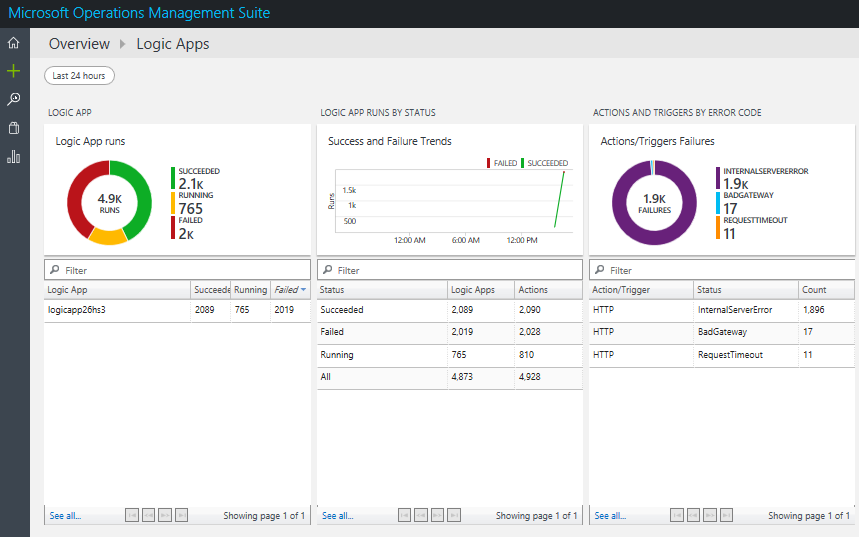 Microsoft Operations Management Suite
Overview Logic Apps
Last 24 hours
LOGIC APP
Logic App runs
4.9K
RUNS
SUCCEEDED
2.1K
RUNNING
765
FAILED
2K
Filter
Logic App Succeede Running Failed
logicapp26hs3 2089 765 2019
See all... Showing page 1 of 1
LOGIC APP RUNS BY STATUS
Success and Failure Trends
FAILED SUCCEEDED
Runs
1.5k
1k
500
12:00 AM 6:00 AM 12:00 PM
Filter
Status Logic Apps Actions
Succeeded 2,089 2,090
Failed 2,019 2,028
Running 765 810
All 4,873 4,928
See all... Showing page 1 of 1
ACTIONS AND TRIGGERS BY ERROR CODE
Actions/Triggers Failures
1.9K
FAILURES
INTERNALSERVERERROR
1.9K
BADGATEWAY
17
REQUESTTIMEOUT
11
Filter
Action/Trigger Status Count
HTTP InternalServerError 1,896
HTTP BadGateway 17
HTTP RequestTimeout 11
See all... Showing page 1 of 1